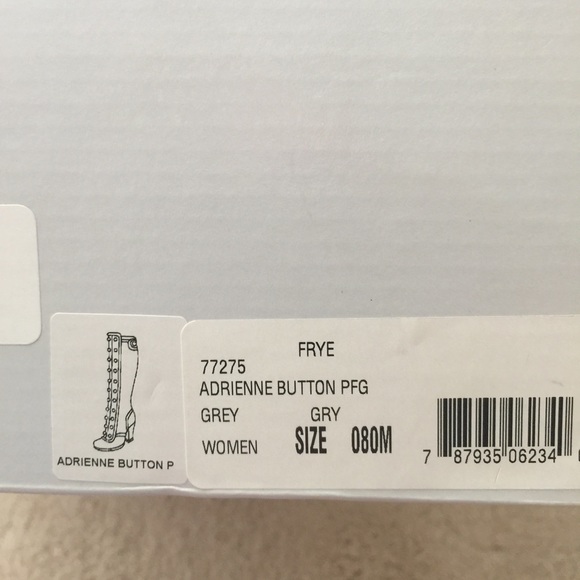 FRYE
77275
ADRIENNE BUTTON PFG
GREY GRY
WOMEN SIZE 080M
7 87935 06234
ADRIENNE BUTTON P